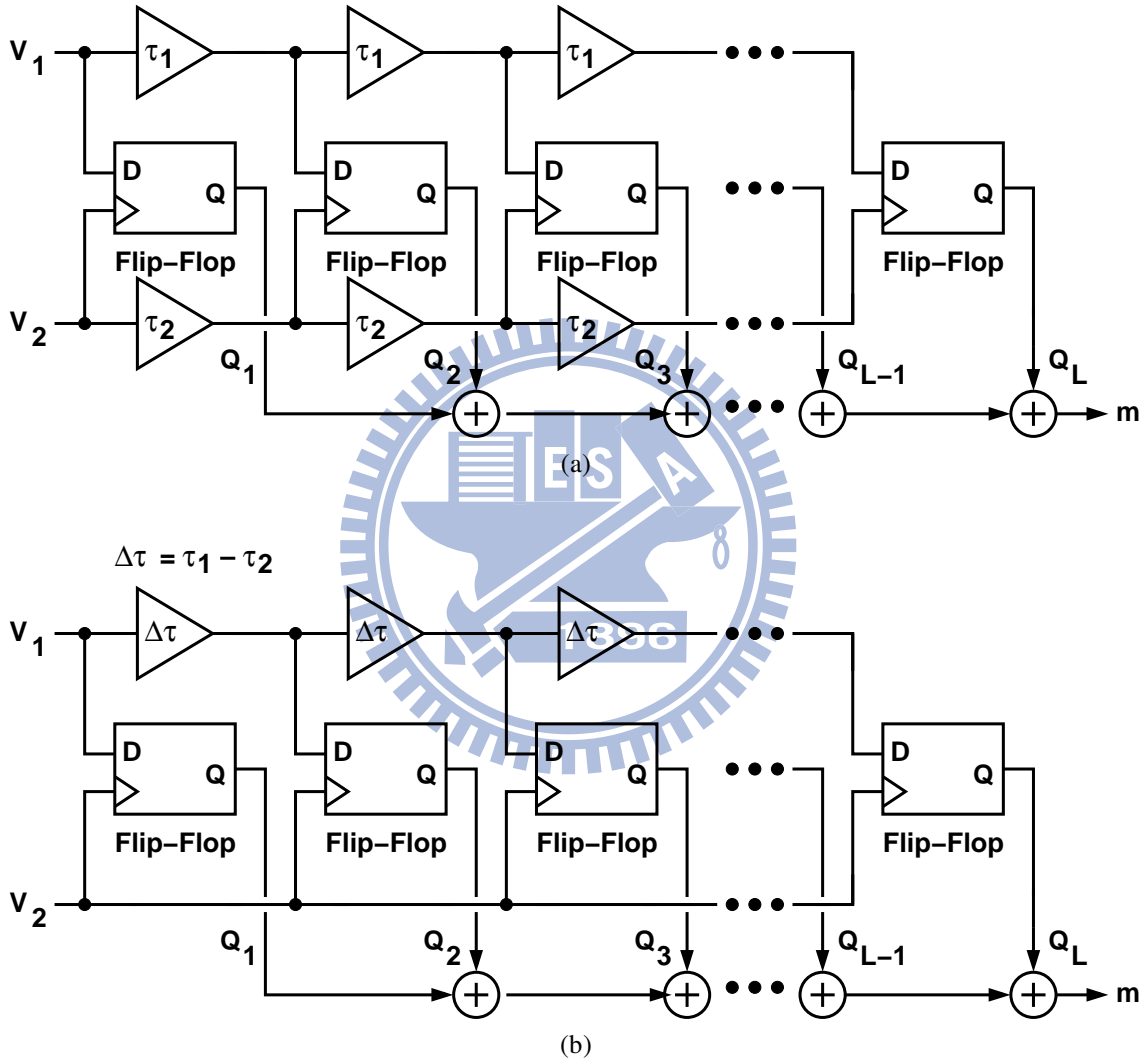 V1 τ1 τ1 τ1
D Q D Q D Q D Q
Flip–Flop Flip–Flop Flip–Flop Flip–Flop
V2 τ2 τ2 τ2
Q1 Q2 Q3 QL−1 QL
+ + + + m
(a)
E S A
8
1896
Δτ = τ1 − τ2
V1 Δτ Δτ Δτ
D Q D Q D Q D Q
Flip–Flop Flip–Flop Flip–Flop Flip–Flop
V2
Q1 Q2 Q3 QL−1 QL
+ + + + m
(b)